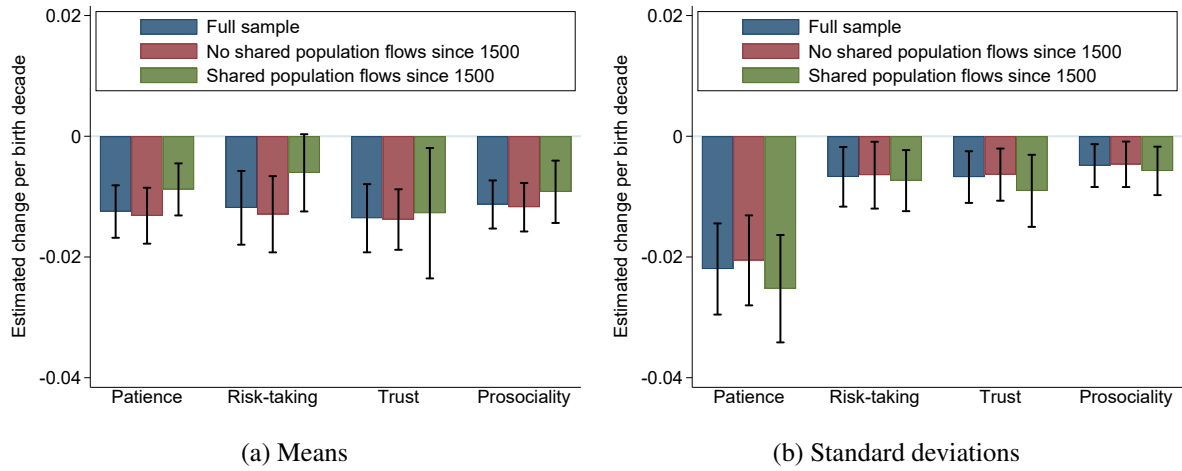 Estimated change per birth decade
0.02
0
-0.02
-0.04
Full sample
No shared population flows since 1500
Shared population flows since 1500
Patience Risk-taking Trust Prosociality
(a) Means
Estimated change per birth decade
0.02
0
-0.02
-0.04
Full sample
No shared population flows since 1500
Shared population flows since 1500
Patience Risk-taking Trust Prosociality
(b) Standard deviations